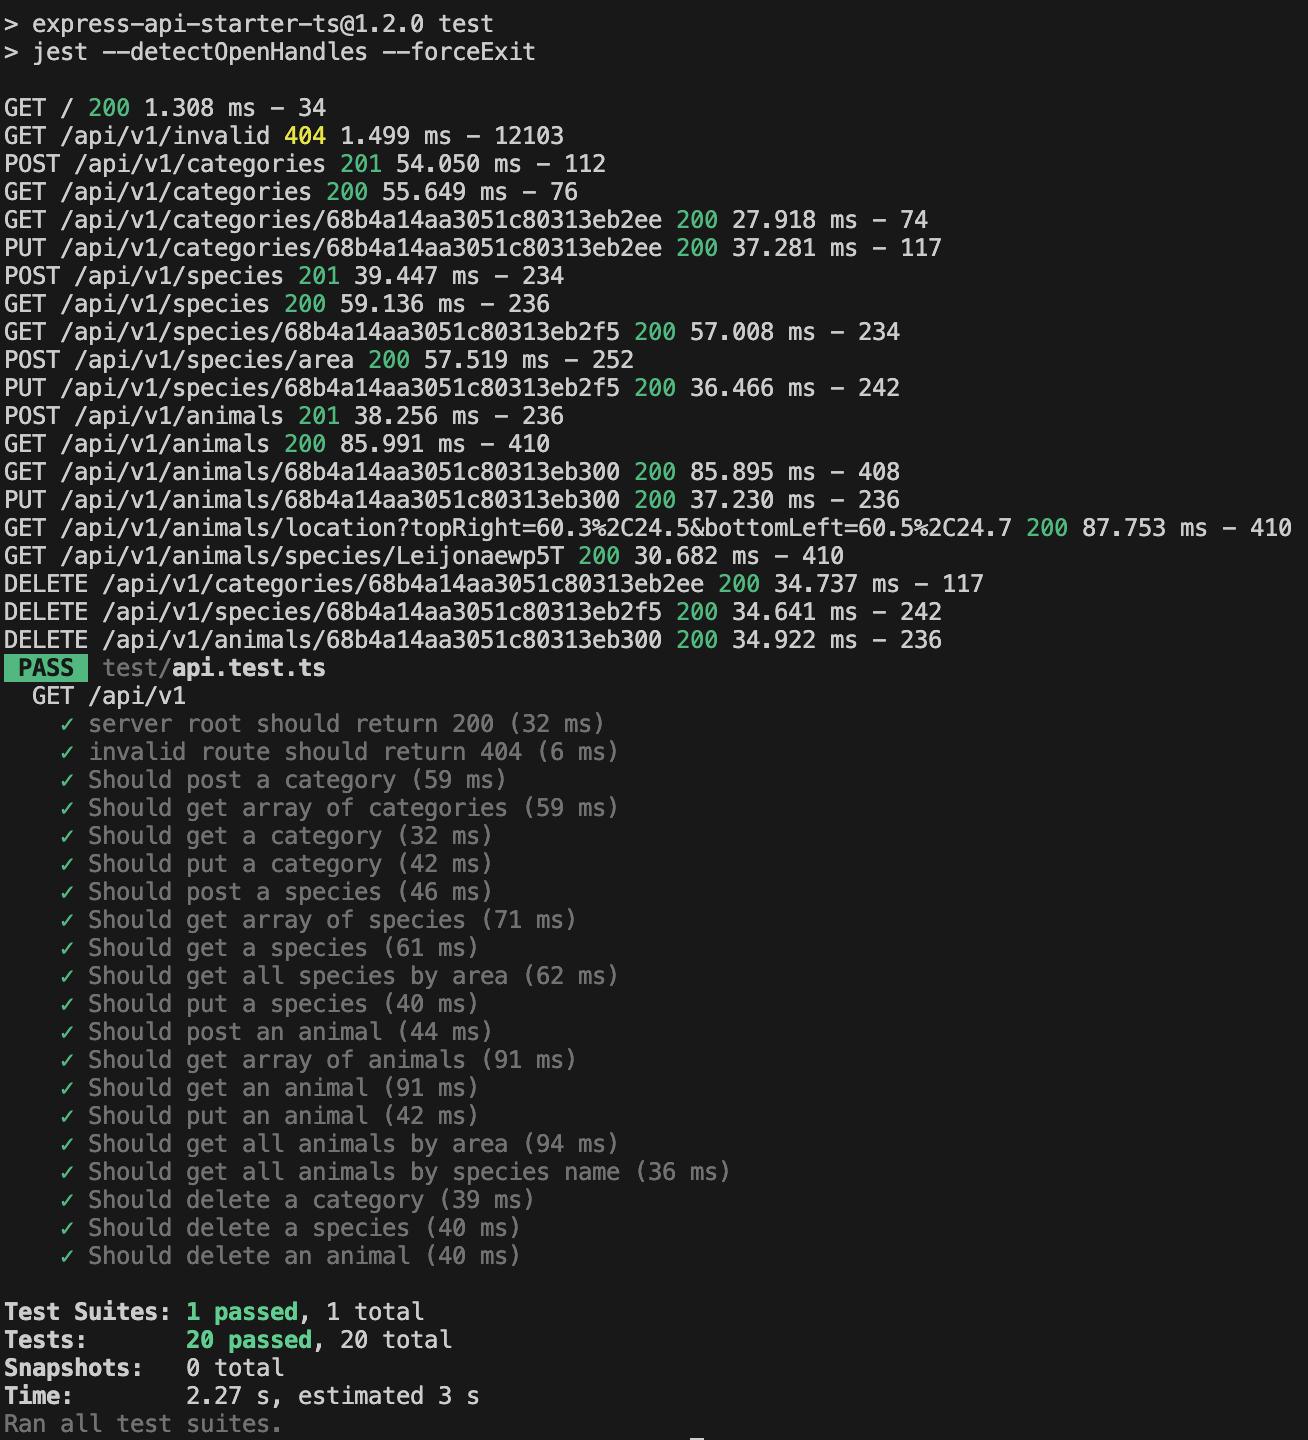 > express-api-starter-ts@1.2.0 test
> jest --detectOpenHandles --forceExit
GET / 200 1.308 ms - 34
GET /api/v1/invalid 404 1.499 ms - 12103
POST /api/v1/categories 201 54.050 ms - 112
GET /api/v1/categories 200 55.649 ms - 76
GET /api/v1/categories/68b4a14aa3051c80313eb2ee 200 27.918 ms - 74
PUT /api/v1/categories/68b4a14aa3051c80313eb2ee 200 37.281 ms - 117
POST /api/v1/species 201 39.447 ms - 234
GET /api/v1/species 200 59.136 ms - 236
GET /api/v1/species/68b4a14aa3051c80313eb2f5 200 57.008 ms - 234
POST /api/v1/species/area 200 57.519 ms - 252
PUT /api/v1/species/68b4a14aa3051c80313eb2f5 200 36.466 ms - 242
POST /api/v1/animals 201 38.256 ms - 236
GET /api/v1/animals 200 85.991 ms - 410
GET /api/v1/animals/68b4a14aa3051c80313eb300 200 85.895 ms - 408
PUT /api/v1/animals/68b4a14aa3051c80313eb300 200 37.230 ms - 236
GET /api/v1/animals/location?topRight=60.3%2C24.5&bottomLeft=60.5%2C24.7 200 87.753 ms - 410
GET /api/v1/animals/species/Leijonaewp5T 200 30.682 ms - 410
DELETE /api/v1/categories/68b4a14aa3051c80313eb2ee 200 34.737 ms - 117
DELETE /api/v1/species/68b4a14aa3051c80313eb2f5 200 34.641 ms - 242
DELETE /api/v1/animals/68b4a14aa3051c80313eb300 200 34.922 ms - 236
PASS test/api.test.ts
GET /api/v1
✓ server root should return 200 (32 ms)
✓ invalid route should return 404 (6 ms)
✓ Should post a category (59 ms)
✓ Should get array of categories (59 ms)
✓ Should get a category (32 ms)
✓ Should put a category (42 ms)
✓ Should post a species (46 ms)
✓ Should get array of species (71 ms)
✓ Should get a species (61 ms)
✓ Should get all species by area (62 ms)
✓ Should put a species (40 ms)
✓ Should post an animal (44 ms)
✓ Should get array of animals (91 ms)
✓ Should get an animal (91 ms)
✓ Should put an animal (42 ms)
✓ Should get all animals by area (94 ms)
✓ Should get all animals by species name (36 ms)
✓ Should delete a category (39 ms)
✓ Should delete a species (40 ms)
✓ Should delete an animal (40 ms)
Test Suites: 1 passed, 1 total
Tests: 20 passed, 20 total
Snapshots: 0 total
Time: 2.27 s, estimated 3 s
Ran all test suites.